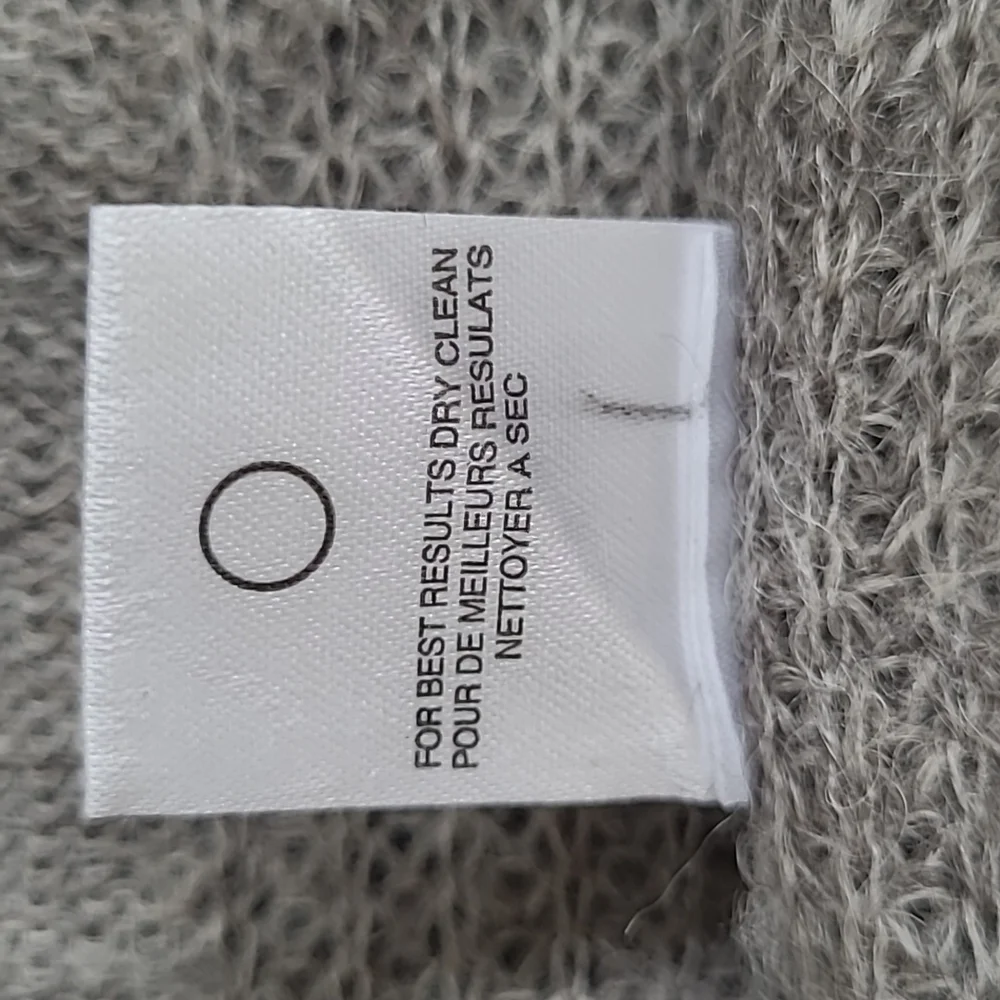 FOR BEST RESULTS DRY CLEAN
POUR DE MEILLEURS RESULATS
NETTOYER A SEC